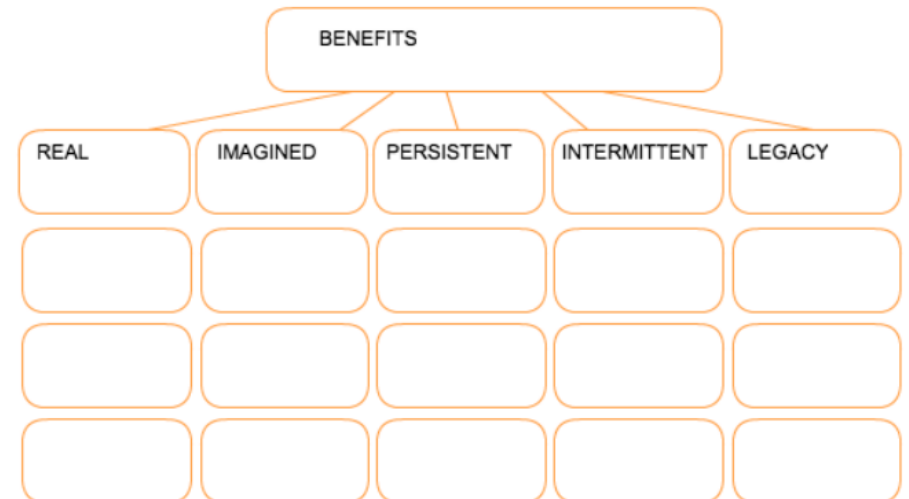 BENEFITS
REAL
IMAGINED
PERSISTENT
INTERMITTENT
LEGACY